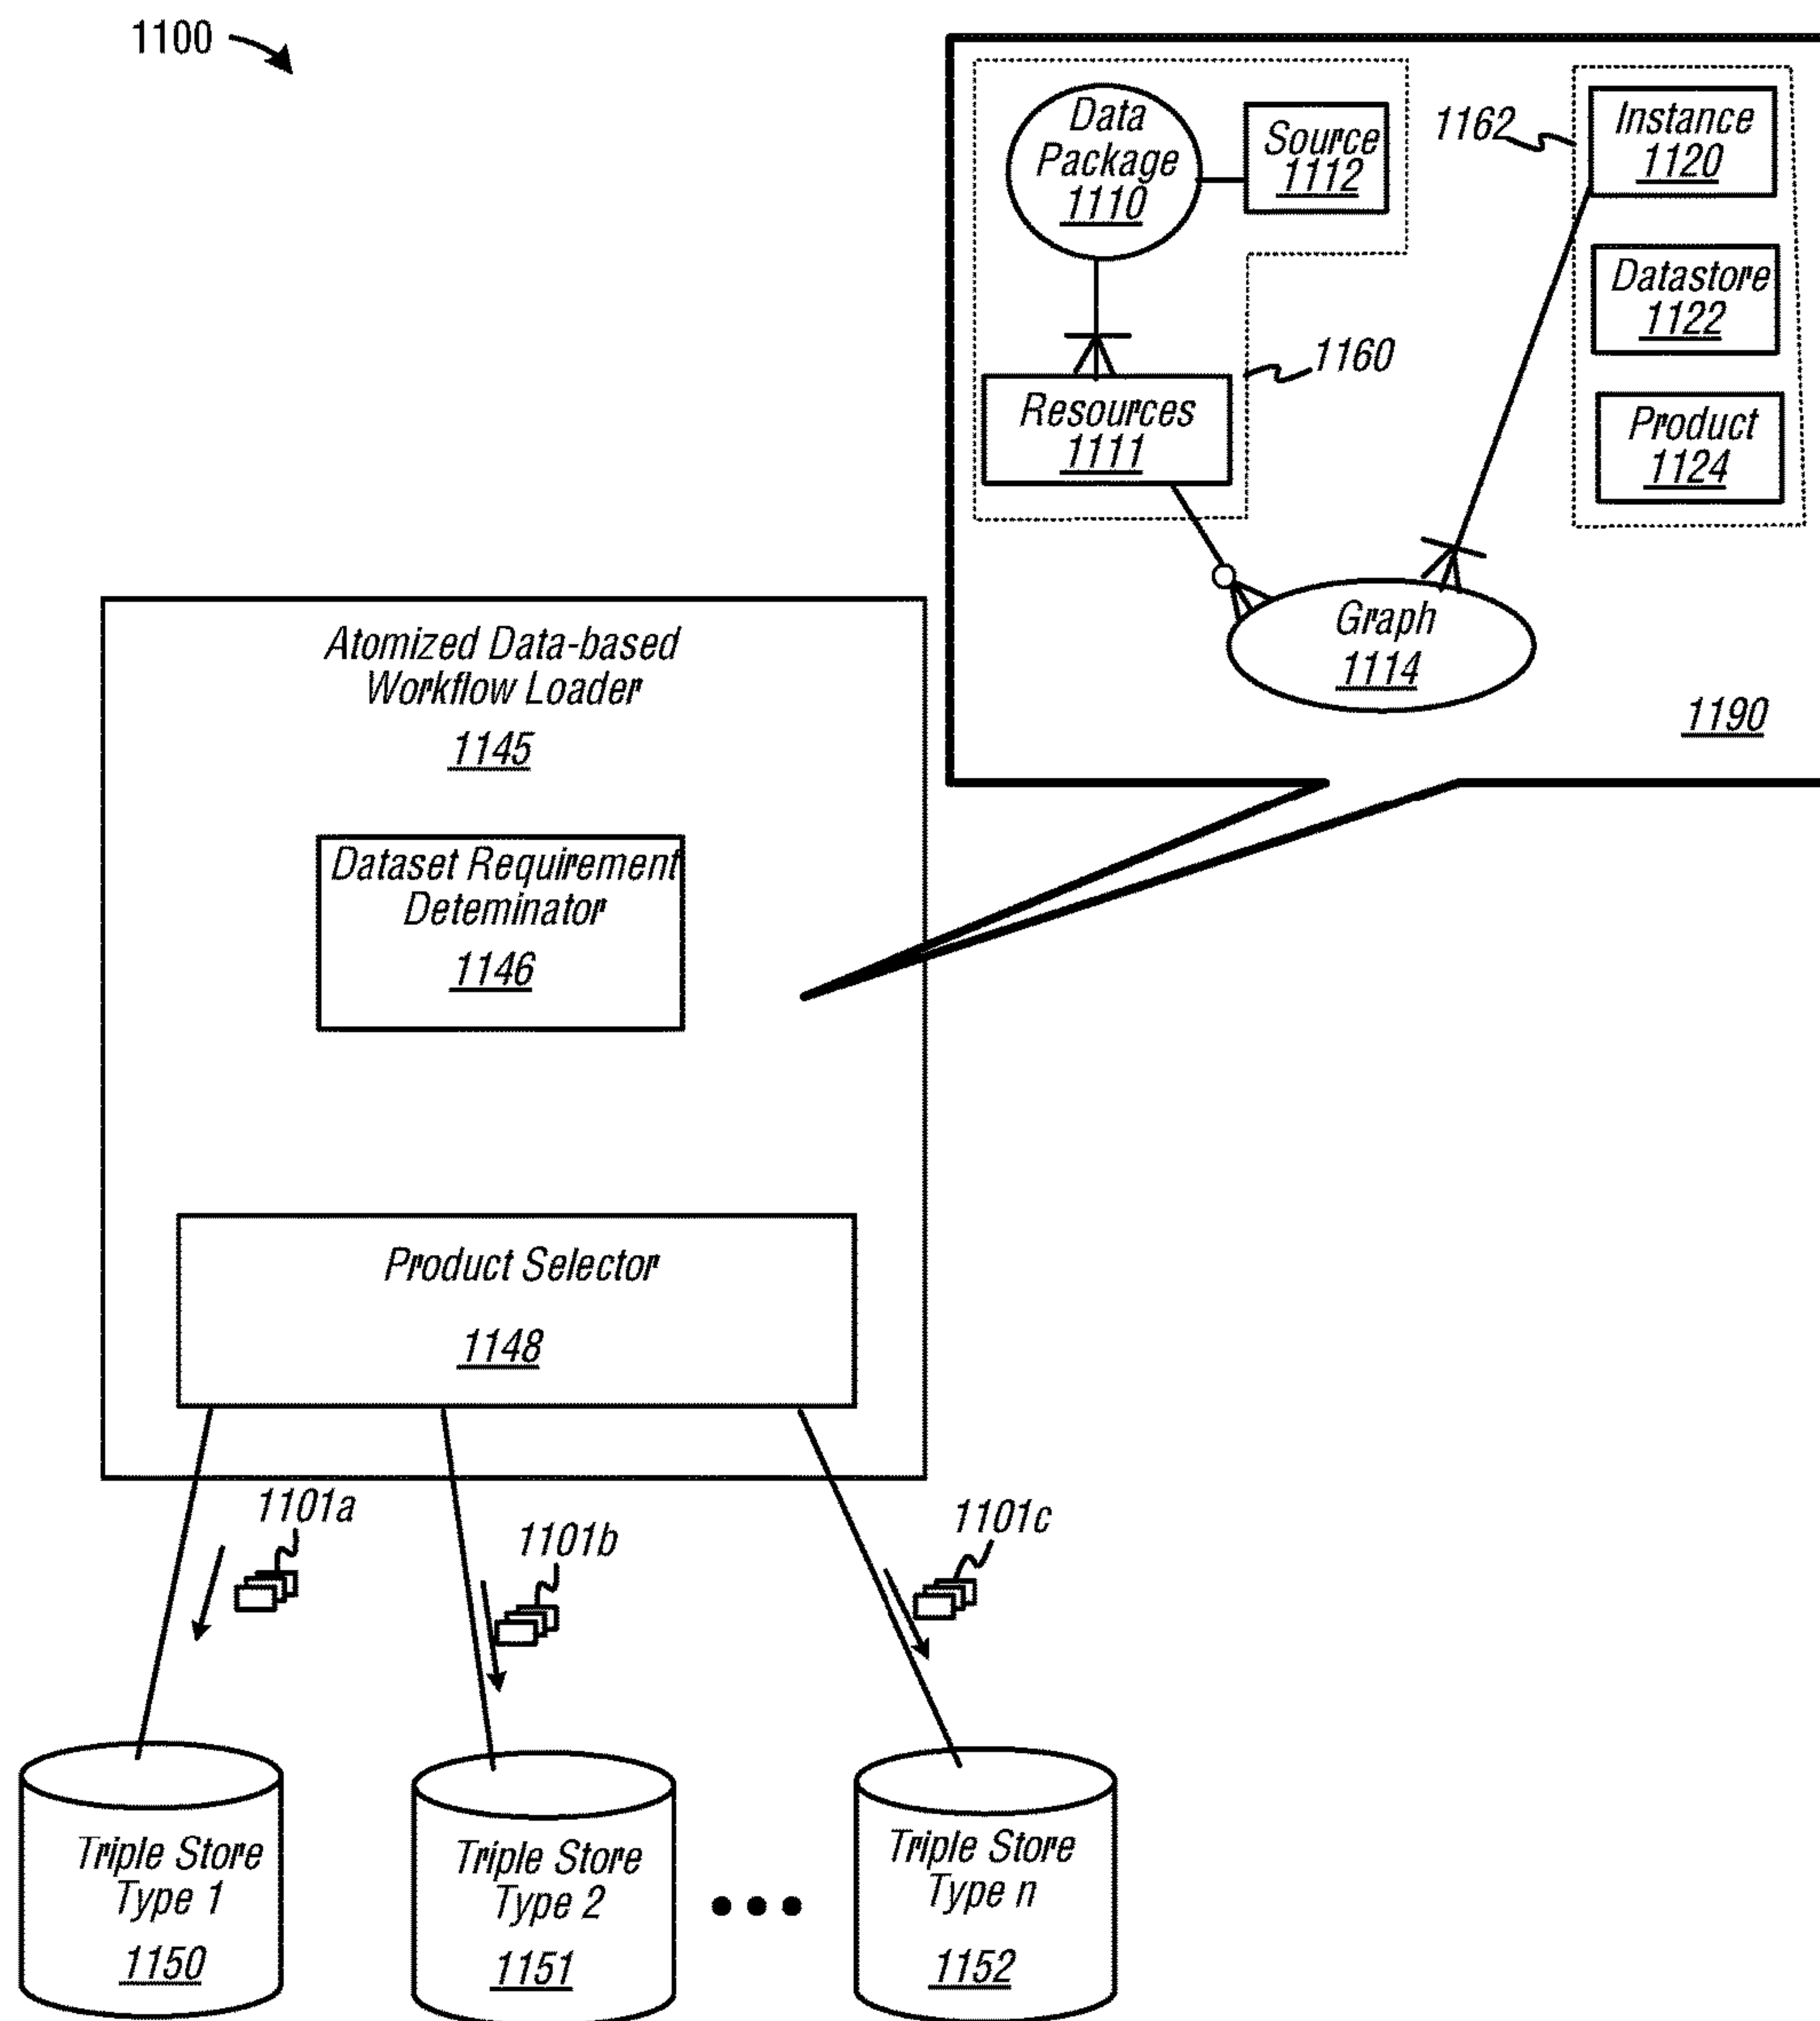 1100
Data
Package
1110
Source
1112
1162
Instance
1120
Datastore
1122
1160
Resources
1111
Product
1124
Graph
1114
1190
Atomized Data-based
Workflow Loader
1145
Dataset Requirement
Deteminator
1146
Product Selector
1148
1101a
1101b
1101c
Triple Store
Type 1
1150
Triple Store
Type 2
1151
Triple Store
Type n
1152